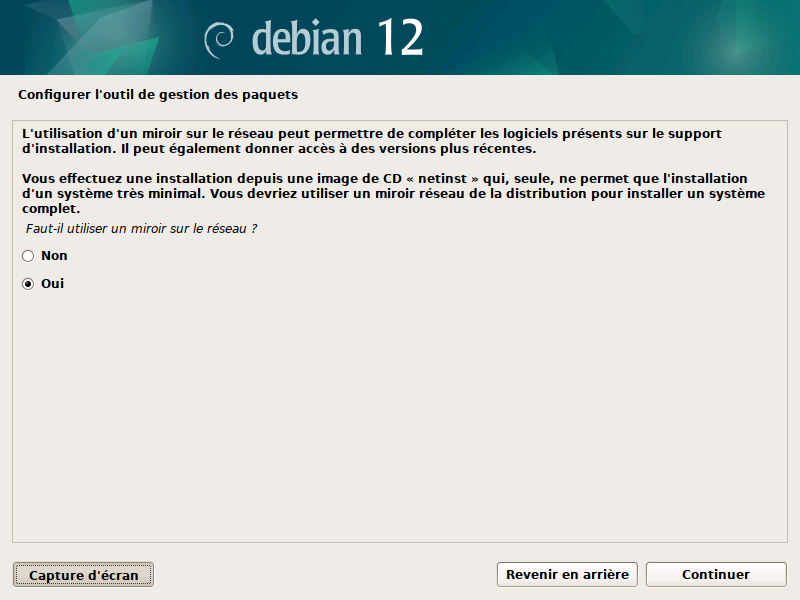 debian 12
Configurer l'outil de gestion des paquets
L'utilisation d'un miroir sur le réseau peut permettre de compléter les logiciels présents sur le support
d'installation. Il peut également donner accès à des versions plus récentes.
Vous effectuez une installation depuis une image de CD « netinst » qui, seule, ne permet que l'installation
d'un système très minimal. Vous devriez utiliser un miroir réseau de la distribution pour installer un système
complet.
Faut-il utiliser un miroir sur le réseau ?
Non
Oui
Capture d'écran
Revenir en arrière
Continuer